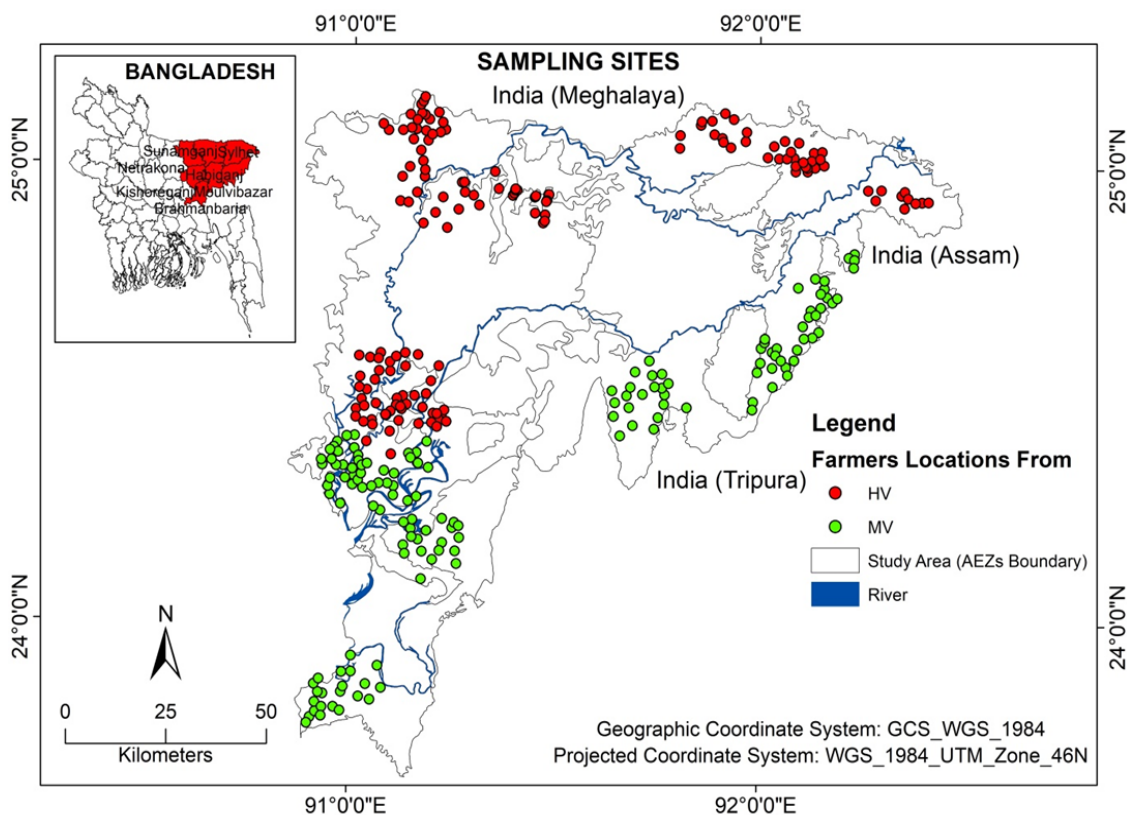 91°0'0"E
92°0'0"E
BANGLADESH
Sunamganj
Sylhet
Netrakona
Habiganj
Kishoreganj
Moulvibazar
Brahmanbaria
SAMPLING SITES
India (Meghalaya)
25°0'0"N
25°0'0"N
India (Assam)
India (Tripura)
Legend
Farmers Locations From
HV
MV
Study Area (AEZs Boundary)
River
24°0'0"N
24°0'0"N
N
0 25 50
Kilometers
Geographic Coordinate System: GCS_WGS_1984
Projected Coordinate System: WGS_1984_UTM_Zone_46N
91°0'0"E
92°0'0"E